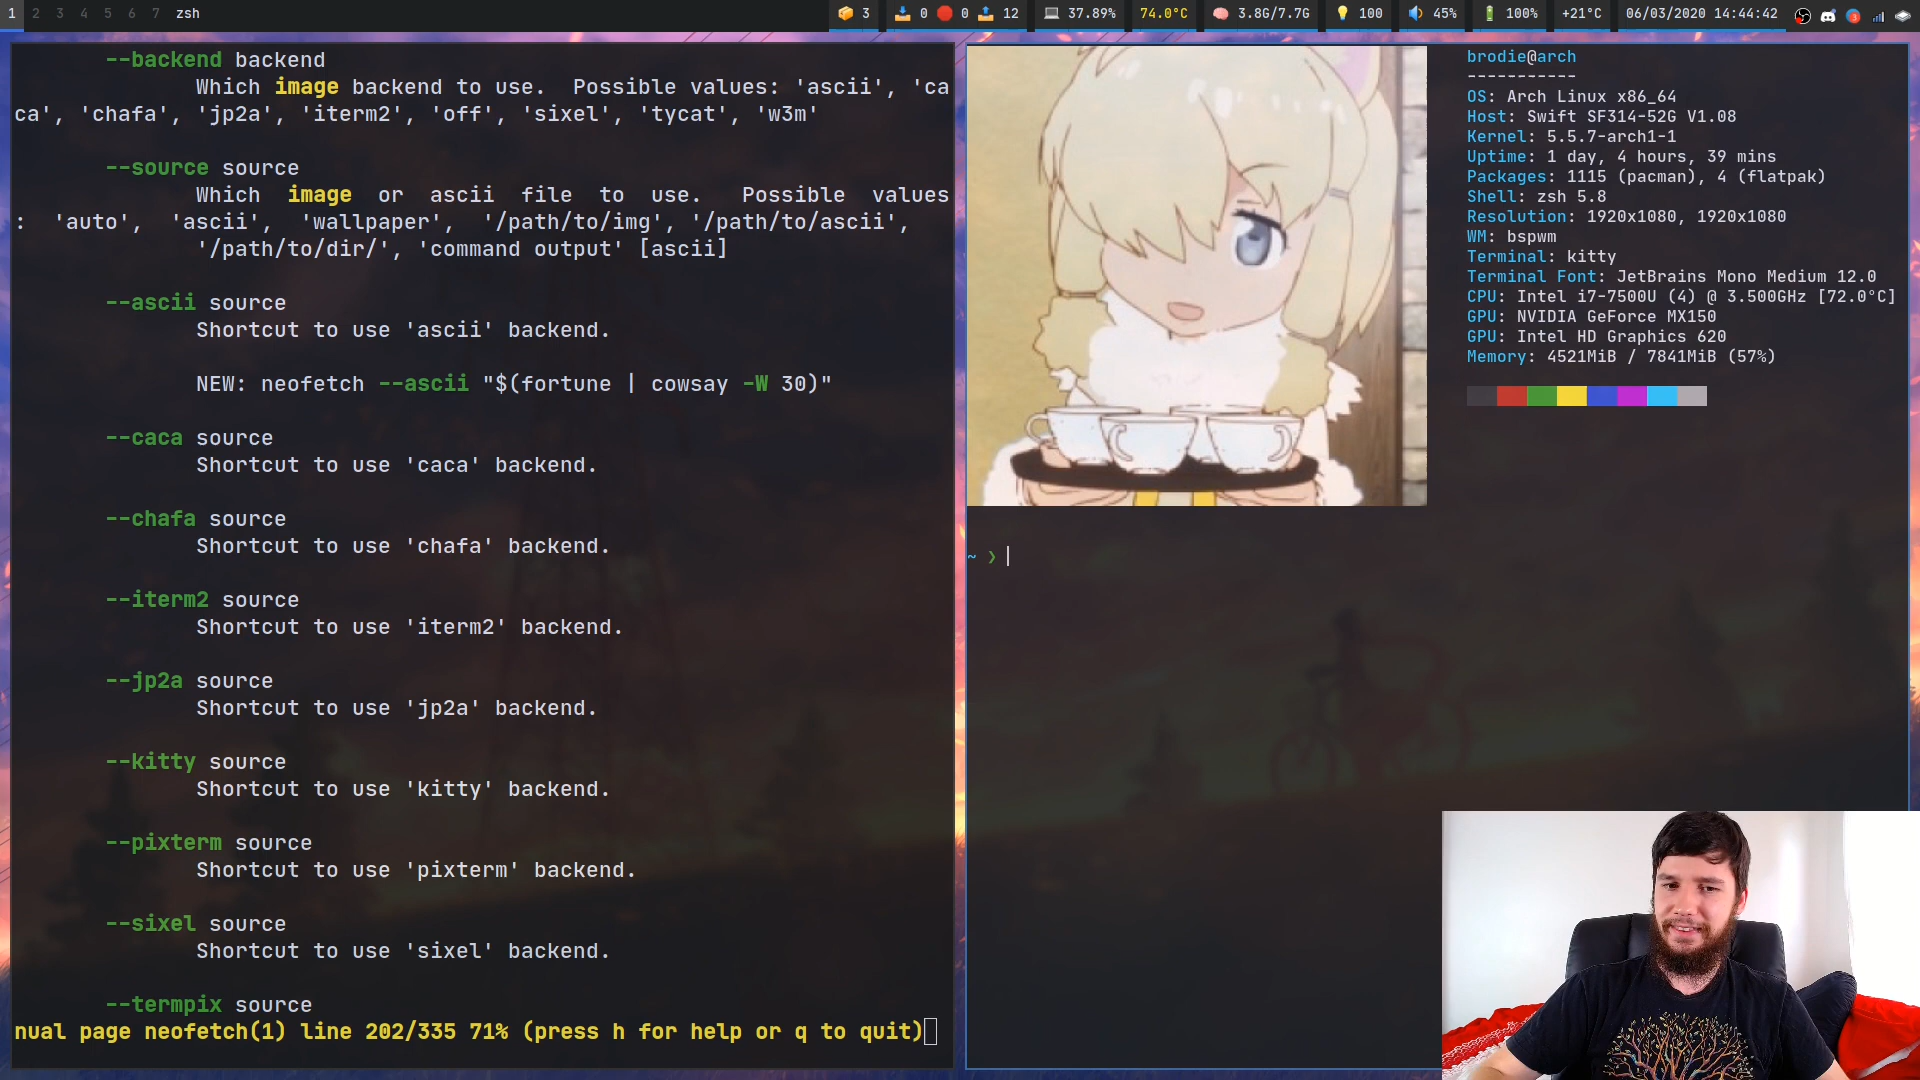 1 2 3 4 5 6 7 zsh 3 0 0 12 37.89% 74.0°C 3.8G/7.7G 100 45% 100% +21°C 06/03/2020 14:44:42
--backend backend
Which image backend to use.  Possible values: 'ascii', 'ca
ca', 'chafa', 'jp2a', 'iterm2', 'off', 'sixel', 'tycat', 'w3m'
--source source
Which image or ascii file to use. Possible values
: 'auto', 'ascii', 'wallpaper', '/path/to/img', '/path/to/ascii',
'/path/to/dir/', 'command output' [ascii]
--ascii source
Shortcut to use 'ascii' backend.
NEW: neofetch --ascii "$(fortune | cowsay -W 30)"
--caca source
Shortcut to use 'caca' backend.
--chafa source
Shortcut to use 'chafa' backend.
--iterm2 source
Shortcut to use 'iterm2' backend.
--jp2a source
Shortcut to use 'jp2a' backend.
--kitty source
Shortcut to use 'kitty' backend.
--pixterm source
Shortcut to use 'pixterm' backend.
--sixel source
Shortcut to use 'sixel' backend.
--termpix source
nual page neofetch(1) line 202/335 71% (press h for help or q to quit)
brodie@arch
-----------
OS: Arch Linux x86_64
Host: Swift SF314-52G V1.08
Kernel: 5.5.7-arch1-1
Uptime: 1 day, 4 hours, 39 mins
Packages: 1115 (pacman), 4 (flatpak)
Shell: zsh 5.8
Resolution: 1920x1080, 1920x1080
WM: bspwm
Terminal: kitty
Terminal Font: JetBrains Mono Medium 12.0
CPU: Intel i7-7500U (4) @ 3.500GHz [72.0°C]
GPU: NVIDIA GeForce MX150
GPU: Intel HD Graphics 620
Memory: 4521MiB / 7841MiB (57%)
~ ❯